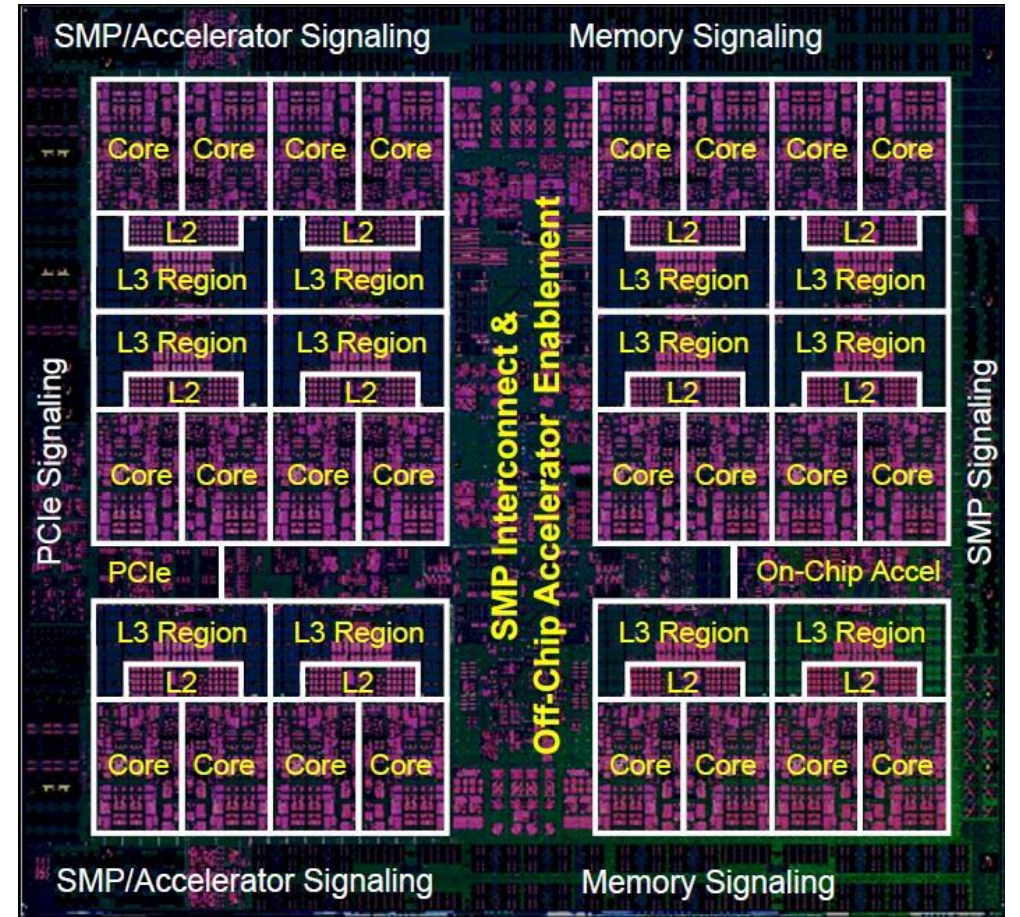 SMP/Accelerator Signaling
Memory Signaling
Core Core Core Core
Core Core Core Core
L2 L2
L2 L2
L3 Region L3 Region
L3 Region L3 Region
L3 Region L3 Region
L3 Region L3 Region
L2 L2
L2 L2
Core Core Core Core
Core Core Core Core
PCIe Signaling
SMP Interconnect &
Off-Chip Accelerator Enablement
SMP Signaling
PCIe
On-Chip Accel
L3 Region L3 Region
L3 Region L3 Region
L2 L2
L2 L2
Core Core Core Core
Core Core Core Core
SMP/Accelerator Signaling
Memory Signaling